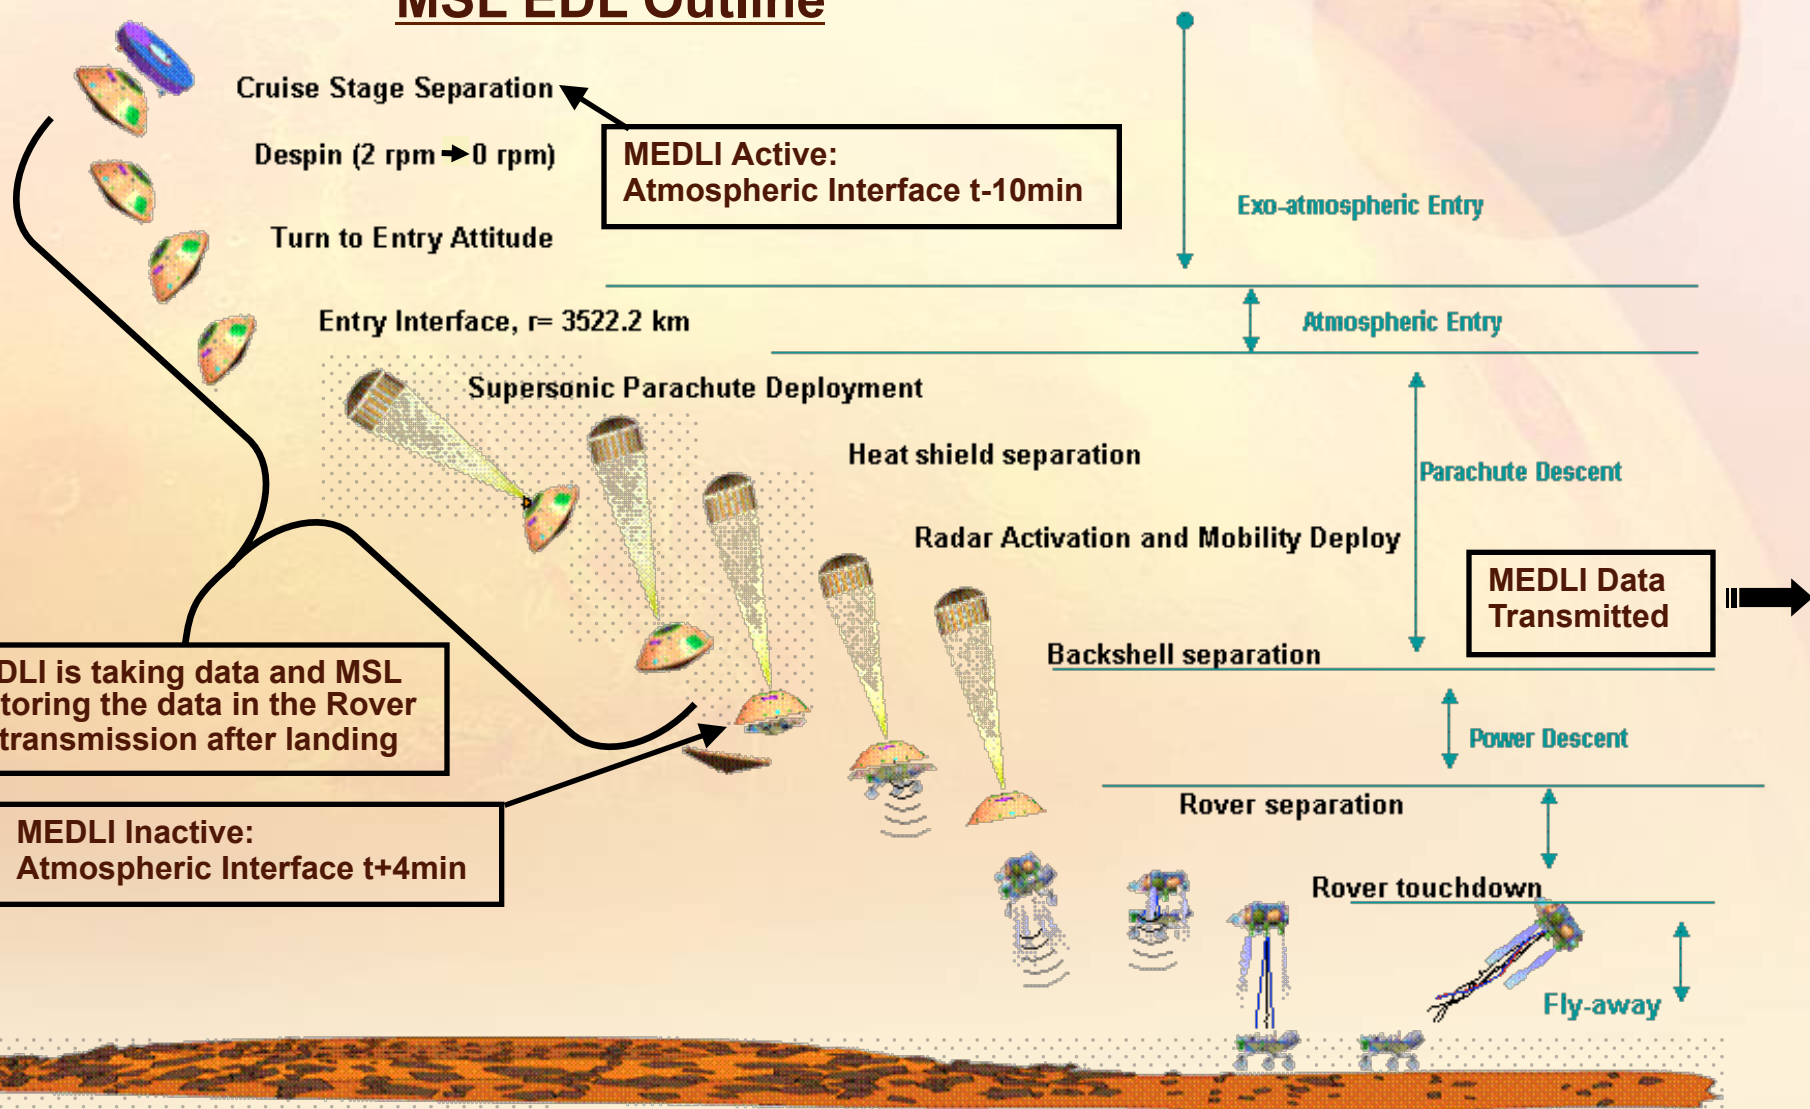 MSL EDL Outline
Cruise Stage Separation
Despin (2 rpm → 0 rpm)
MEDLI Active:
Atmospheric Interface t-10min
Exo-atmospheric Entry
Turn to Entry Attitude
Entry Interface, r= 3522.2 km
Atmospheric Entry
Supersonic Parachute Deployment
Heat shield separation
Parachute Descent
Radar Activation and Mobility Deploy
MEDLI Data
Transmitted
Backshell separation
DLI is taking data and MSL
toring the data in the Rover
transmission after landing
Power Descent
Rover separation
MEDLI Inactive:
Atmospheric Interface t+4min
Rover touchdown
Fly-away